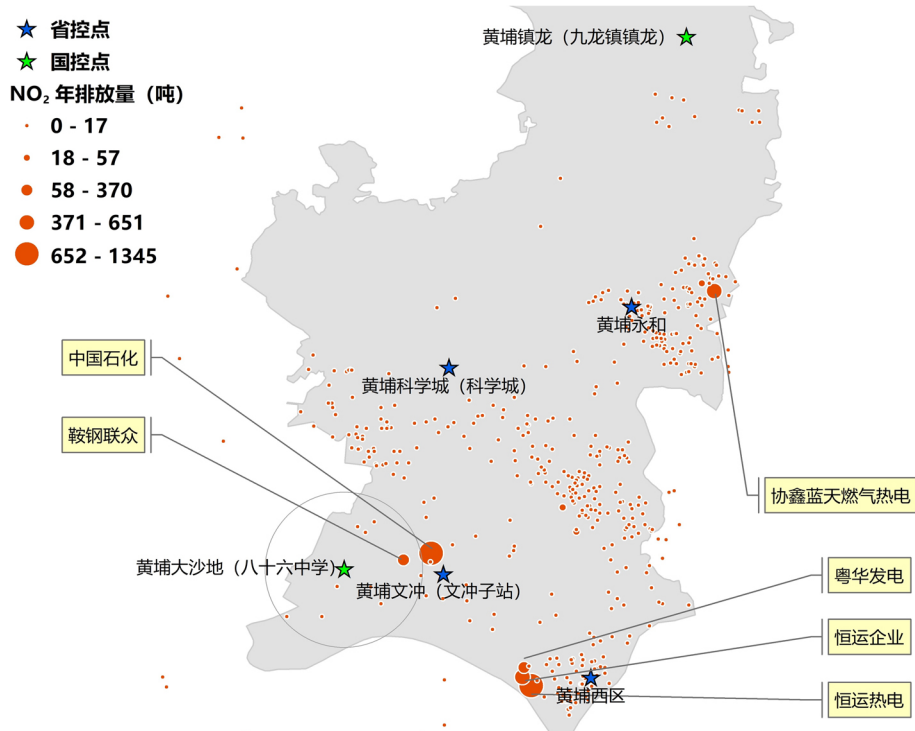 省控点
国控点
NO₂ 年排放量（吨）
0 - 17
18 - 57
58 - 370
371 - 651
652 - 1345
黄埔镇龙（九龙镇镇龙）
黄埔永和
中国石化
黄埔科学城（科学城）
鞍钢联众
协鑫蓝天燃气热电
黄埔大沙地（八十六中学）
黄埔文冲（文冲子站）
粤华发电
恒运企业
黄埔西区
恒运热电